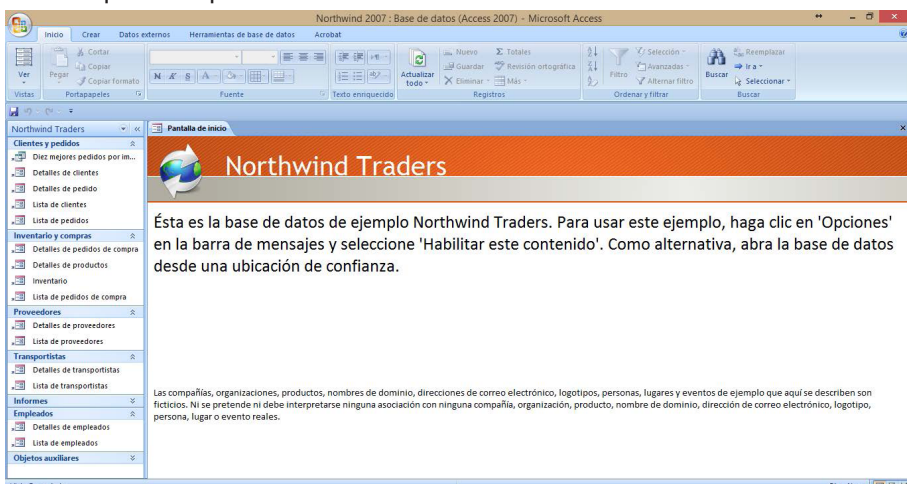 Northwind 2007 : Base de datos (Access 2007) - Microsoft Access
Inicio Crear Datos externos Herramientas de base de datos Acrobat
Ver
Pegar
Cortar
Copiar
Copiar formato
N K S A
Actualizar
todo
Nuevo
Guardar
Eliminar
Totales
Revisión ortográfica
Más
Filtro
Selección
Avanzadas
Alternar filtro
Buscar
Reemplazar
Ir a
Seleccionar
Vistas Portapapeles Fuente Texto enriquecido Registros Ordenar y filtrar Buscar
Northwind Traders
Clientes y pedidos
Diez mejores pedidos por im...
Detalles de clientes
Detalles de pedido
Lista de clientes
Lista de pedidos
Inventario y compras
Detalles de pedidos de compra
Detalles de productos
Inventario
Lista de pedidos de compra
Proveedores
Detalles de proveedores
Lista de proveedores
Transportistas
Detalles de transportistas
Lista de transportistas
Informes
Empleados
Detalles de empleados
Lista de empleados
Objetos auxiliares
Pantalla de inicio
Northwind Traders
Ésta es la base de datos de ejemplo Northwind Traders. Para usar este ejemplo, haga clic en 'Opciones'
en la barra de mensajes y seleccione 'Habilitar este contenido'. Como alternativa, abra la base de datos
desde una ubicación de confianza.
Las compañías, organizaciones, productos, nombres de dominio, direcciones de correo electrónico, logotipos, personas, lugares y eventos de ejemplo que aquí se describen son
ficticios. Ni se pretende ni debe interpretarse ninguna asociación con ninguna compañía, organización, producto, nombre de dominio, dirección de correo electrónico, logotipo,
persona, lugar o evento reales.